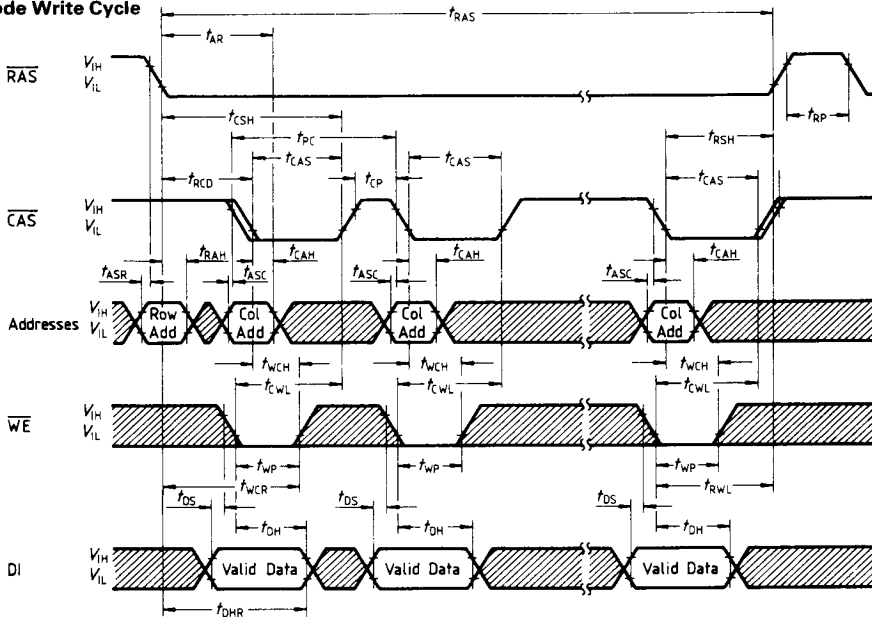 ode Write Cycle
tRAS
tAR
RAS VIH
VIL
tRP
tCSH
tPC
tRSH
tCAS tCAS
tRCD tCP tCAS
CAS VIH
VIL
tRAH tCAH tCAH tCAH
tASR tASC tASC tASC
Addresses VIH Row Add Col Add Col Add Col Add
VIL
tWCH tWCH tWCH
tCWL tCWL tCWL
WE VIH
VIL
tWP tWP tWP
tWCR tRWL
tDS tDS tDS
tDH tDH tDH
DI VIH
VIL
Valid Data Valid Data Valid Data
tDHR